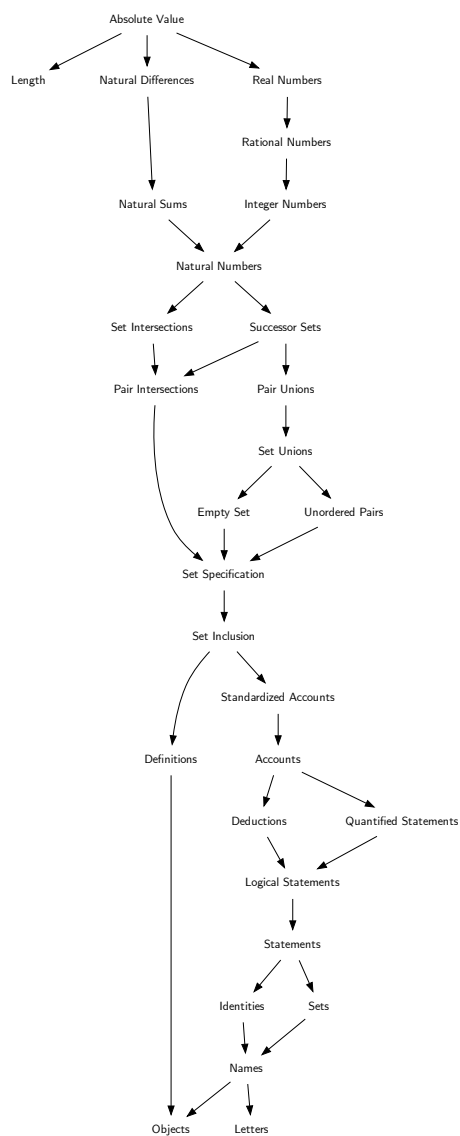 Absolute Value
Length
Natural Differences
Real Numbers
Rational Numbers
Natural Sums
Integer Numbers
Natural Numbers
Set Intersections
Successor Sets
Pair Intersections
Pair Unions
Set Unions
Empty Set
Unordered Pairs
Set Specification
Set Inclusion
Standardized Accounts
Definitions
Accounts
Deductions
Quantified Statements
Logical Statements
Statements
Identities
Sets
Names
Objects
Letters